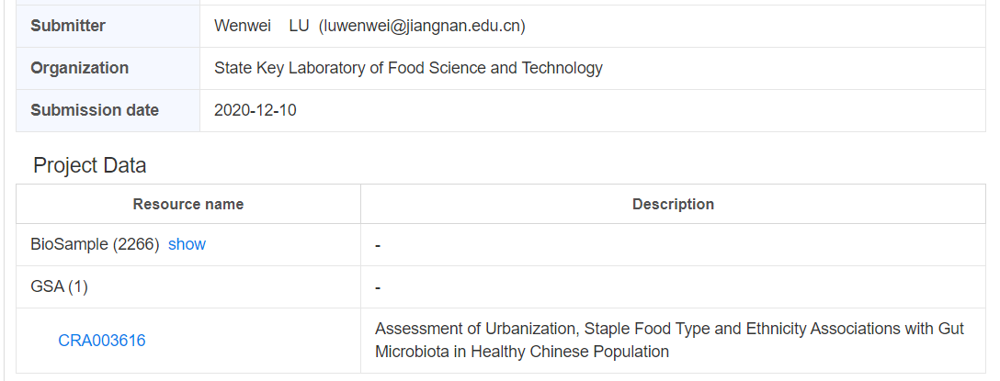 Submitter Wenwei LU (luwenwei@jiangnan.edu.cn)
Organization State Key Laboratory of Food Science and Technology
Submission date 2020-12-10
Project Data
Resource name Description
BioSample (2266) show -
GSA (1) -
CRA003616 Assessment of Urbanization, Staple Food Type and Ethnicity Associations with Gut
Microbiota in Healthy Chinese Population